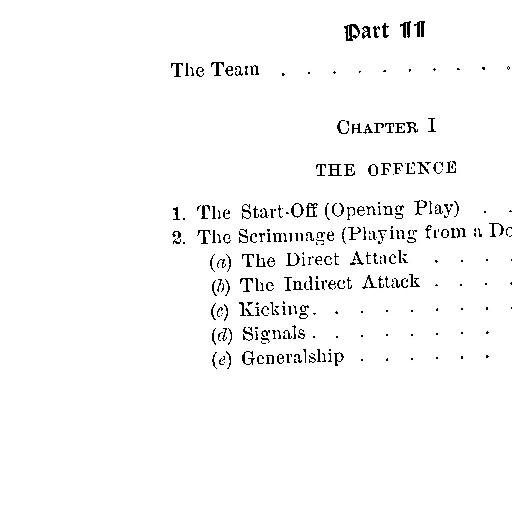 Part II
The Team . . . . . . . . . .
CHAPTER I
THE OFFENCE
1. The Start-Off (Opening Play) . .
2. The Scrimmage (Playing from a Do
(a) The Direct Attack . . . .
(b) The Indirect Attack . . . .
(c) Kicking . . . . . . . . .
(d) Signals . . . . . . . .
(e) Generalship . . . . . .